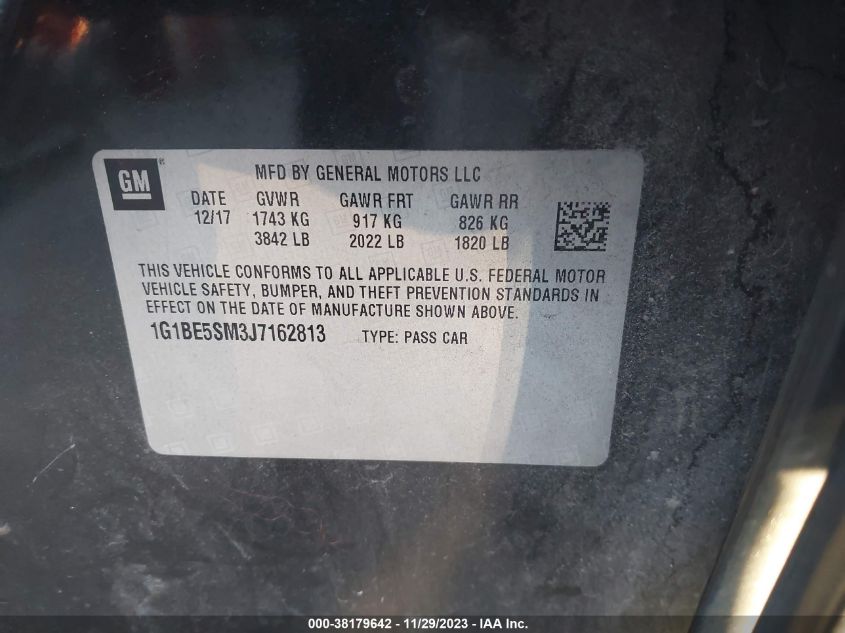 GM ®
MFD BY GENERAL MOTORS LLC
DATE GVWR GAWR FRT GAWR RR
12/17 1743 KG 917 KG 826 KG
3842 LB 2022 LB 1820 LB
THIS VEHICLE CONFORMS TO ALL APPLICABLE U.S. FEDERAL MOTOR
VEHICLE SAFETY, BUMPER, AND THEFT PREVENTION STANDARDS IN
EFFECT ON THE DATE OF MANUFACTURE SHOWN ABOVE.
1G1BE5SM3J7162813 TYPE: PASS CAR
000-38179642 - 11/29/2023 - IAA Inc.